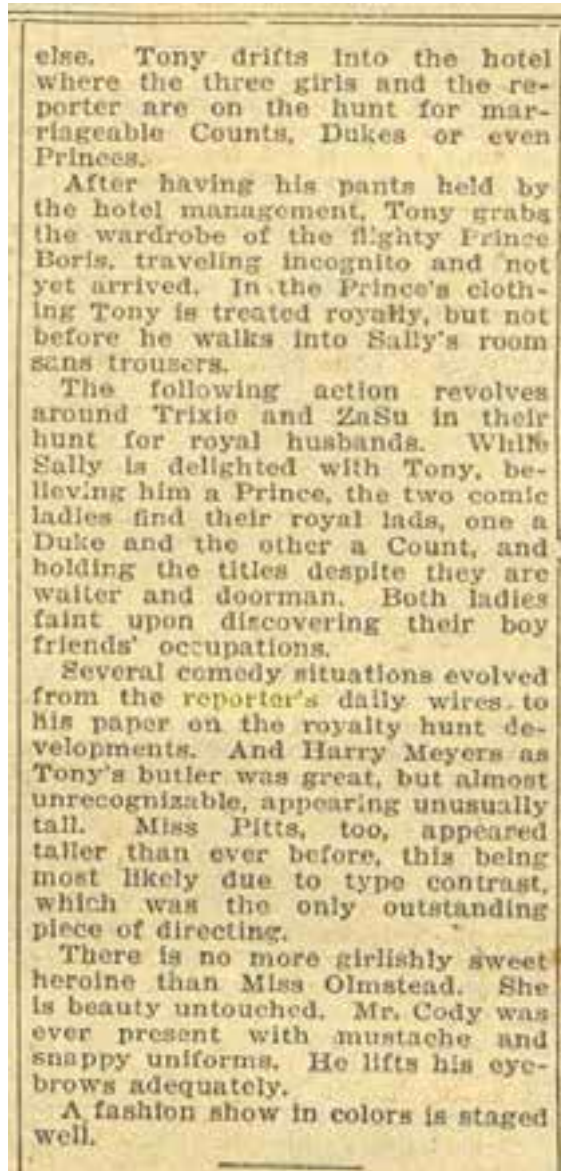 else. Tony drifts into the hotel
where the three girls and the re-
porter are on the hunt for mar-
riageable Counts, Dukes or even
Princes.
After having his pants held by
the hotel management, Tony grabs
the wardrobe of the flighty Prince
Boris, traveling incognito and not
yet arrived. In the Prince's cloth-
ing Tony is treated royally, but not
before he walks into Sally's room
sans trousers.
The following action revolves
around Trixie and ZaSu in their
hunt for royal husbands. While
Sally is delighted with Tony, be-
lieving him a Prince, the two comic
ladies find their royal lads, one a
Duke and the other a Count, and
holding the titles despite they are
waiter and doorman. Both ladies
faint upon discovering their boy
friends' occupations.
Several comedy situations evolved
from the reporter's daily wires to
his paper on the royalty hunt de-
velopments. And Harry Meyers as
Tony's butler was great, but almost
unrecognizable, appearing unusually
tall. Miss Pitts, too, appeared
taller than ever before, this being
most likely due to type contrast,
which was the only outstanding
piece of directing.
There is no more girlishly sweet
heroine than Miss Olmstead. She
is beauty untouched. Mr. Cody was
ever present with mustache and
snappy uniforms. He lifts his eye-
brows adequately.
A fashion show in colors is staged
well.